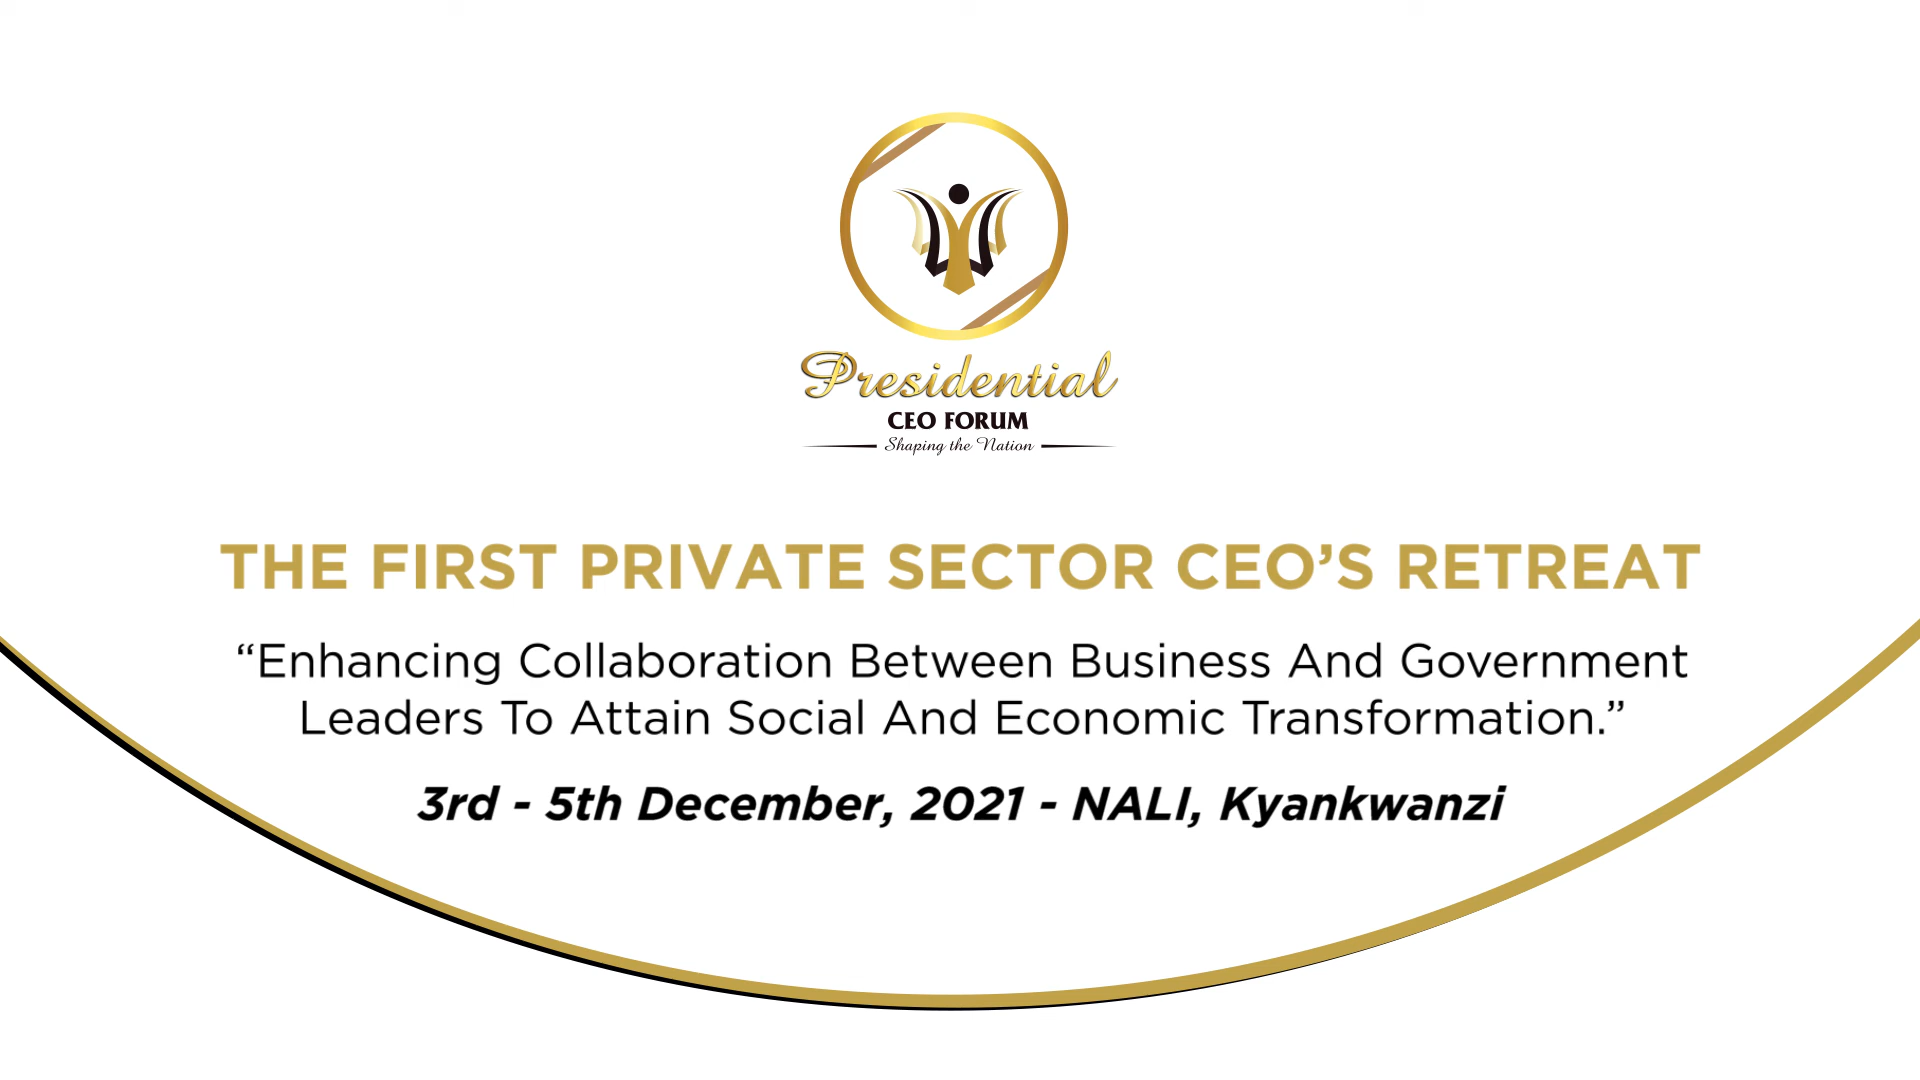 Presidential
CEO FORUM
Shaping the Nation
THE FIRST PRIVATE SECTOR CEO’S RETREAT
“Enhancing Collaboration Between Business And Government
Leaders To Attain Social And Economic Transformation.”
3rd - 5th December, 2021 - NALI, Kyankwanzi